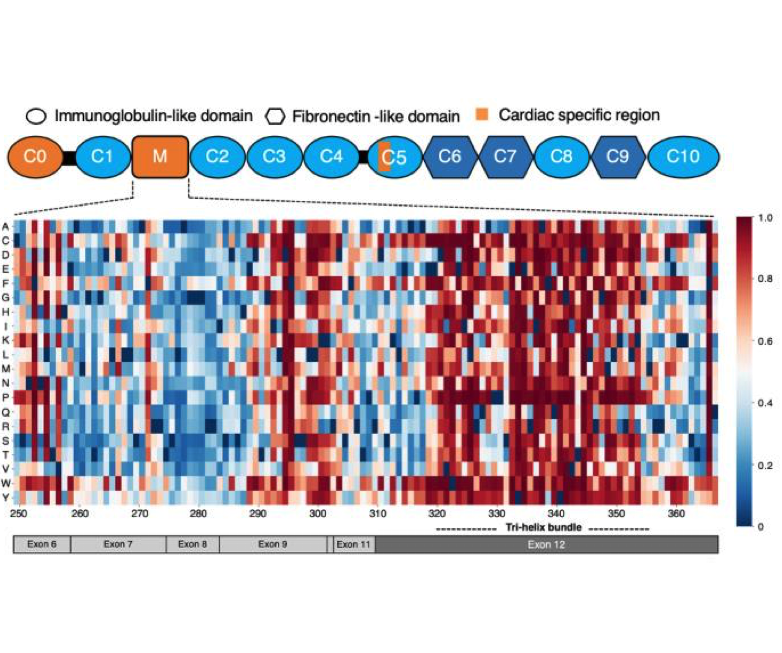 Immunoglobulin-like domain Fibronectin -like domain Cardiac specific region
C0 C1 M C2 C3 C4 C5 C6 C7 C8 C9 C10
A
C
D
E
F
G
H
I
K
L
M
N
P
Q
R
S
T
V
W
Y
1.0
0.8
0.6
0.4
0.2
0
250 260 270 280 290 300 310 320 330 340 350 360
Tri-helix bundle
Exon 6 Exon 7 Exon 8 Exon 9 Exon 11 Exon 12